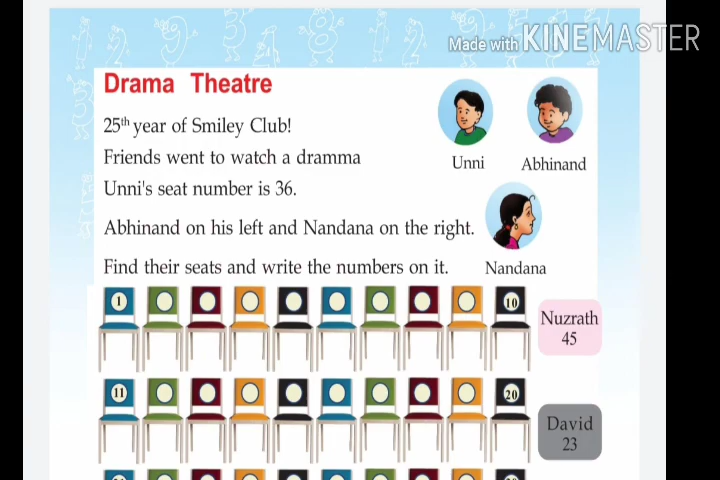 Made with KINEMASTER
Drama Theatre
25th year of Smiley Club!
Friends went to watch a dramma
Unni's seat number is 36.
Abhinand on his left and Nandana on the right.
Find their seats and write the numbers on it.
Unni
Abhinand
Nandana
1
10
Nuzrath
45
11
20
David
23